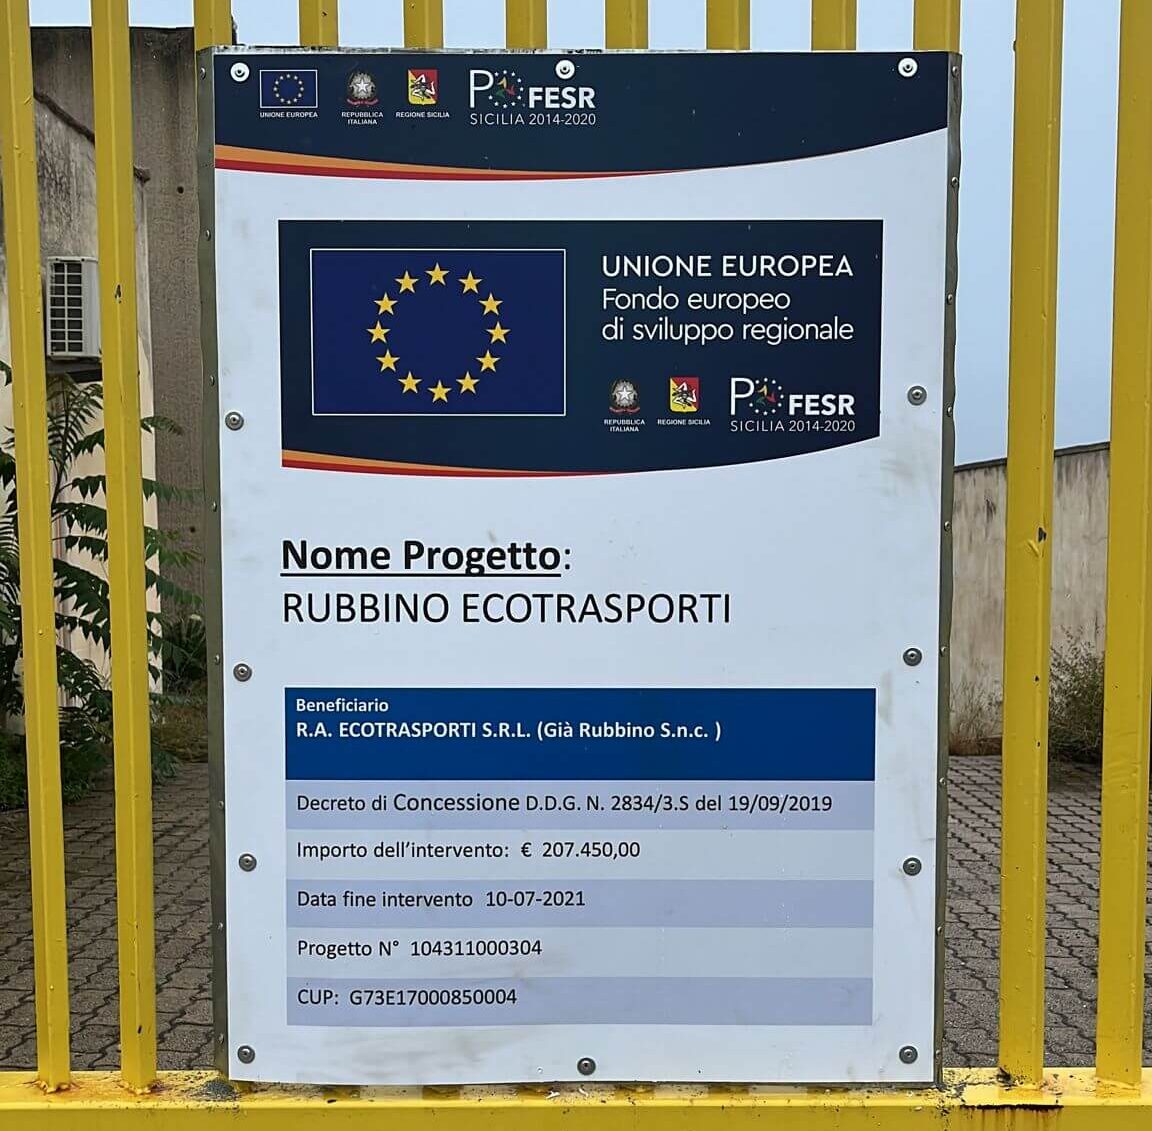 UNIONE EUROPEA
REPUBBLICA
ITALIANA
REGIONE SICILIA
PO FESR
SICILIA 2014-2020
UNIONE EUROPEA
Fondo europeo
di sviluppo regionale
REPUBBLICA
ITALIANA
REGIONE SICILIA
PO FESR
SICILIA 2014-2020
Nome Progetto:
RUBBINO ECOTRASPORTI
Beneficiario
R.A. ECOTRASPORTI S.R.L. (Già Rubbino S.n.c. )
Decreto di Concessione D.D.G. N. 2834/3.S del 19/09/2019
Importo dell'intervento: € 207.450,00
Data fine intervento 10-07-2021
Progetto N° 104311000304
CUP: G73E17000850004